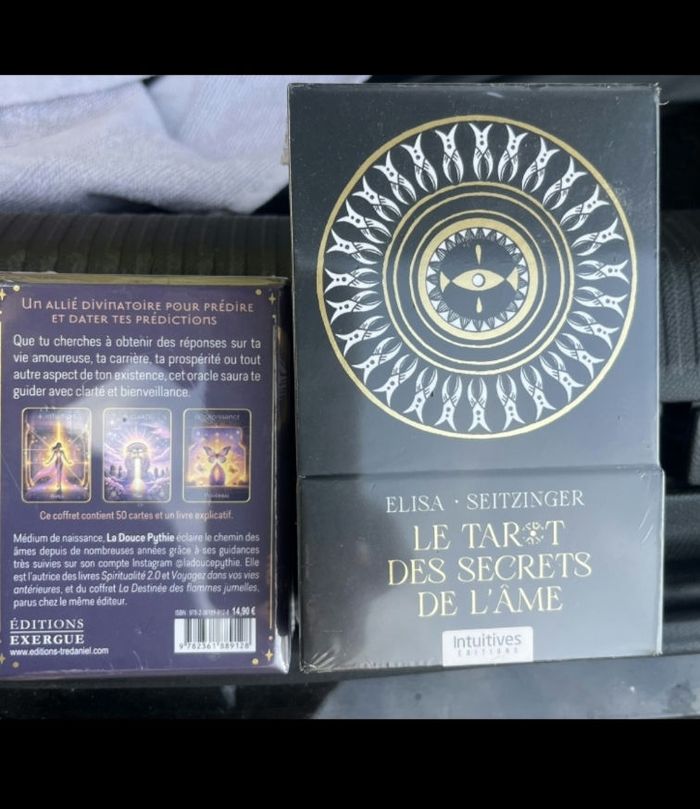 Un allié divinatoire pour prédire
et dater tes prédictions
Que tu cherches à obtenir des réponses sur ta
vie amoureuse, ta carrière, ta prospérité ou tout
autre aspect de ton existence, cet oracle saura te
guider avec clarté et bienveillance.
Ce coffret contient 50 cartes et un livre explicatif.
Médium de naissance, La Douce Pythie éclaire le chemin des
âmes depuis de nombreuses années grâce à ses guidances
très suivies sur son compte Instagram @ladoucepythie. Elle
est l'autrice des livres Spiritualité 2.0 et Voyagez dans vos vies
antérieures, et du coffret La Destinée des flammes jumelles,
parus chez le même éditeur.
ÉDITIONS
EXERGUE
www.editions-tredaniel.com
14,90 €
9 782361 889128
ELISA · SEITZINGER
LE TAROT
DES SECRETS
DE L'ÂME
Intuitives
EDITIONS